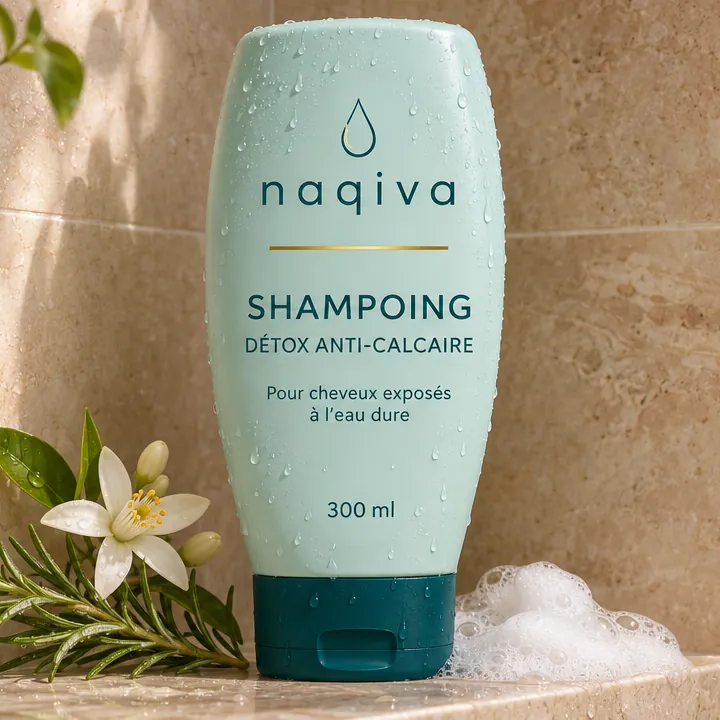 naqiva
SHAMPOING
DÉTOX ANTI-CALCAIRE
Pour cheveux exposés
à l'eau dure
300 ml